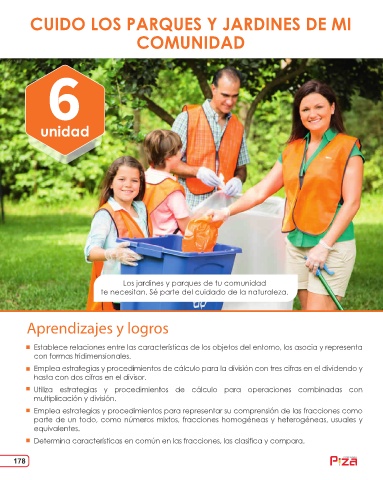 CUIDO LOS PARQUES Y JARDINES DE MI
COMUNIDAD
6
unidad
Los jardines y parques de tu comunidad
te necesitan. Sé parte del cuidado de la naturaleza.
Aprendizajes y logros
Establece relaciones entre las características de los objetos del entorno, los asocia y representa
con formas tridimensionales.
Emplea estrategias y procedimientos de cálculo para la división con tres cifras en el dividendo y
hasta con dos cifras en el divisor.
Utiliza estrategias y procedimientos de cálculo para operaciones combinadas con
multiplicación y división.
Emplea estrategias y procedimientos para representar su comprensión de las fracciones como
parte de un todo, como números mixtos, fracciones homogéneas y heterogéneas, usuales y
equivalentes.
Determina características en común en las fracciones, las clasifica y compara.
178